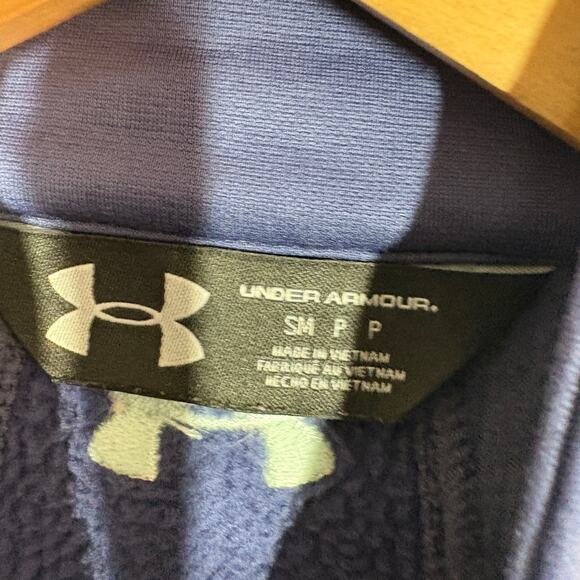 UNDER ARMOUR.
SM P P
MADE IN VIETNAM
FABRIQUÉ AU VIETNAM
HECHO EN VIETNAM